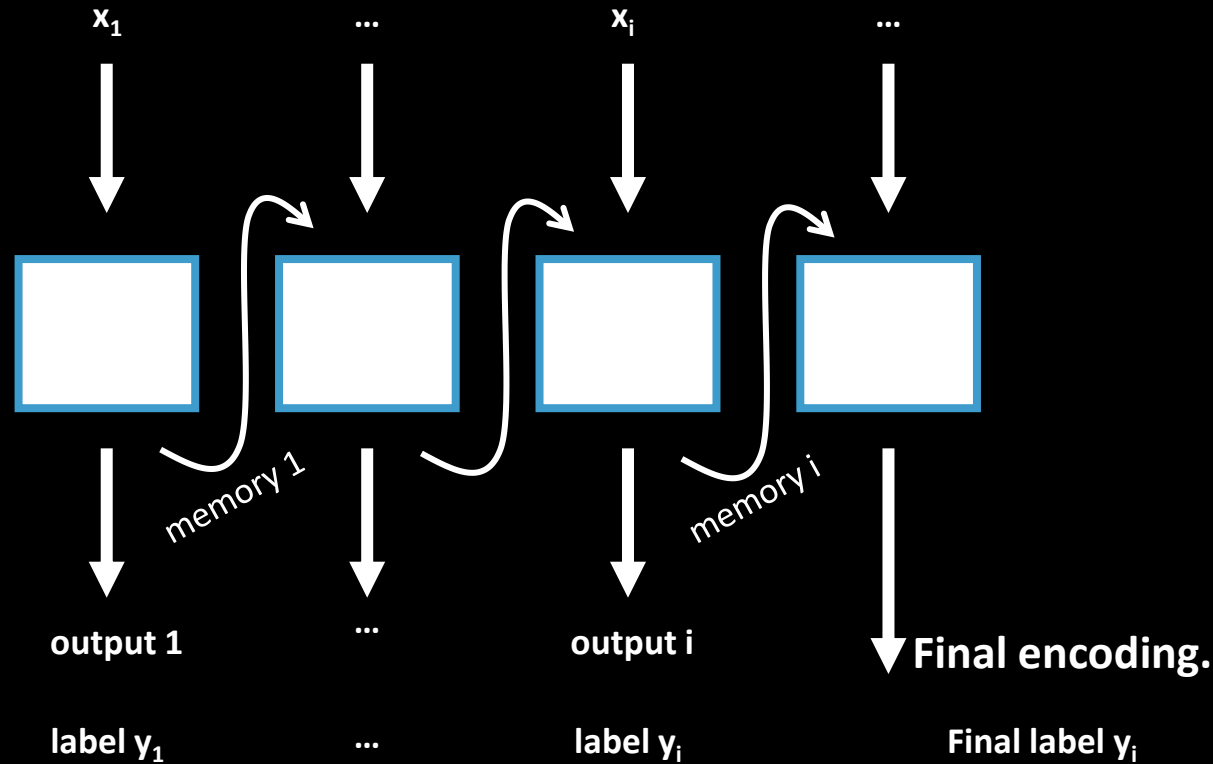 x₁ ... xᵢ ...
memory 1 memory i
output 1 ... output i Final encoding.
label y₁ ... label yᵢ Final label yᵢ